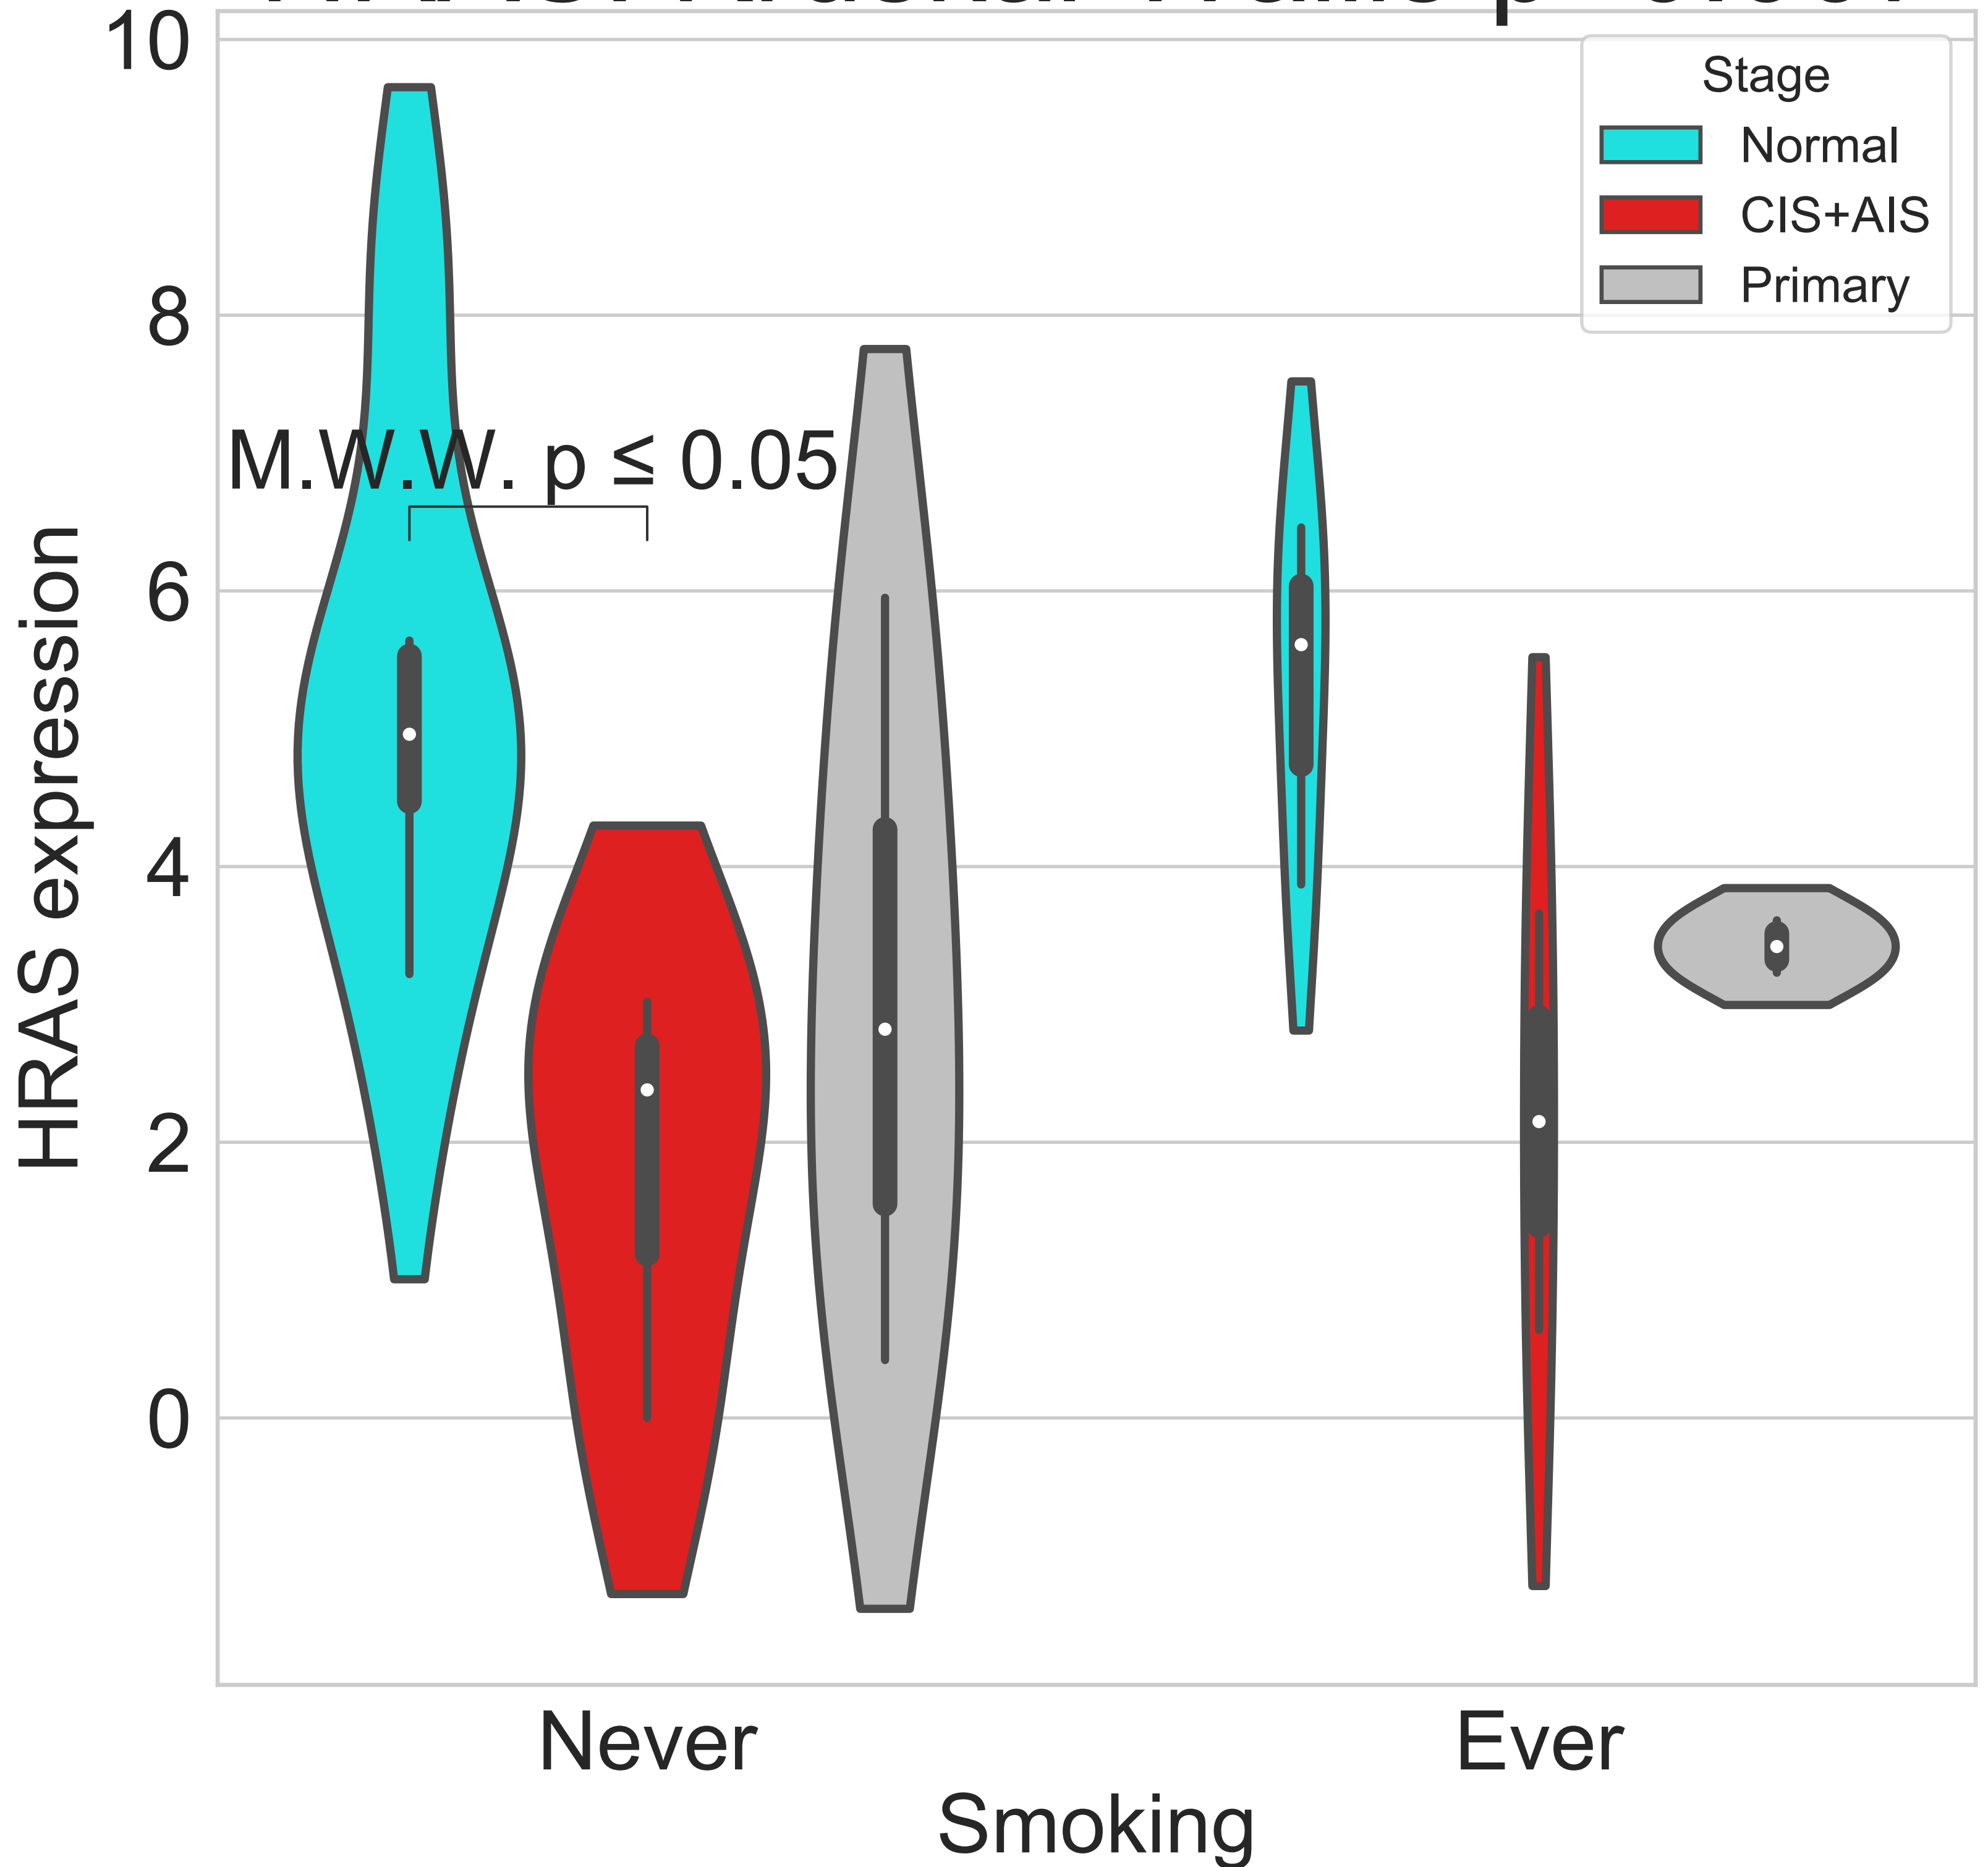 10
8
6
4
2
0
HRAS expression
M.W.W. p ≤ 0.05
Stage
Normal
CIS+AIS
Primary
Never
Ever
Smoking